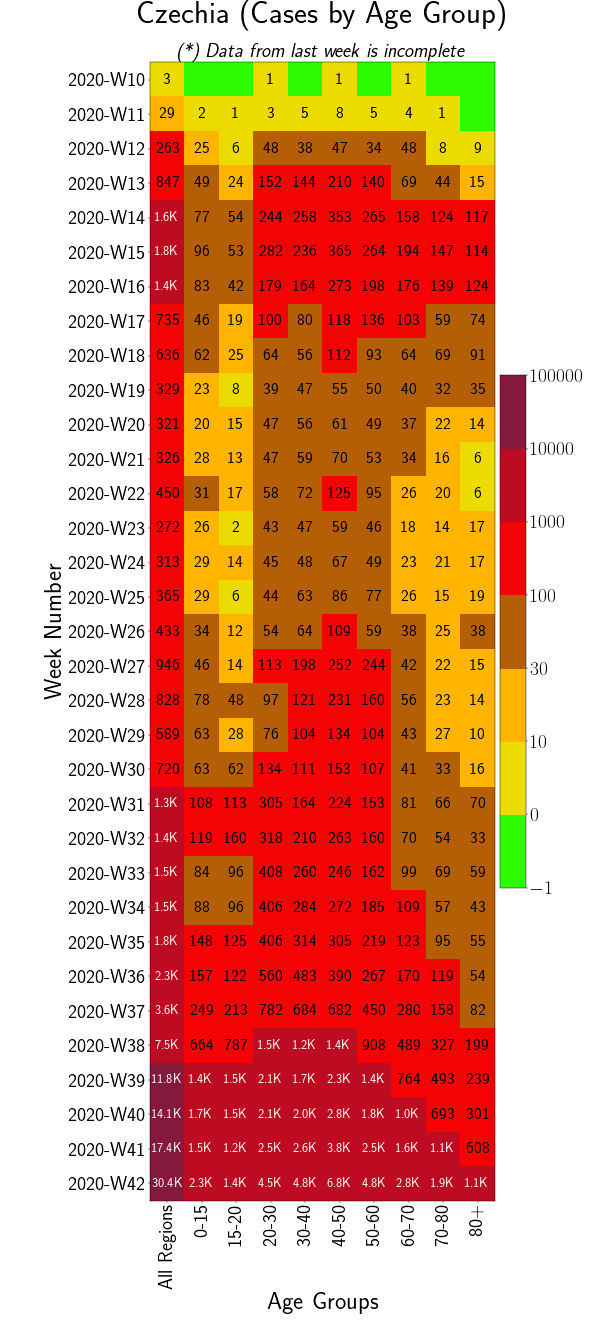 Czechia (Cases by Age Group)
(*) Data from last week is incomplete
2020-W10 3 1 1 1
2020-W11 29 2 1 3 5 8 5 4 1
2020-W12 263 25 6 48 38 47 34 48 8 9
2020-W13 847 49 24 152 144 210 140 69 44 15
2020-W14 1.6K 77 54 244 258 353 265 158 124 117
2020-W15 1.8K 96 53 282 236 365 264 194 147 114
2020-W16 1.4K 83 42 179 164 273 198 176 139 124
2020-W17 735 46 19 100 80 118 136 103 59 74
2020-W18 636 62 25 64 56 112 93 64 69 91
2020-W19 329 23 8 39 47 55 50 40 32 35
2020-W20 321 20 15 47 56 61 49 37 22 14
2020-W21 326 28 13 47 59 70 53 34 16 6
2020-W22 450 31 17 58 72 125 95 26 20 6
2020-W23 272 26 2 43 47 59 46 18 14 17
2020-W24 313 29 14 45 48 67 49 23 21 17
2020-W25 365 29 6 44 63 86 77 26 15 19
2020-W26 433 34 12 54 64 109 59 38 25 38
2020-W27 946 46 14 113 198 252 244 42 22 15
2020-W28 828 78 48 97 121 231 160 56 23 14
2020-W29 589 63 28 76 104 134 104 43 27 10
2020-W30 720 63 62 134 111 153 107 41 33 16
2020-W31 1.3K 108 113 305 164 224 153 81 66 70
2020-W32 1.4K 119 160 318 210 263 160 70 54 33
2020-W33 1.5K 84 96 408 260 246 162 99 69 59
2020-W34 1.5K 88 96 406 284 272 185 109 57 43
2020-W35 1.8K 148 125 406 314 305 219 123 95 55
2020-W36 2.3K 157 122 560 483 390 267 170 119 54
2020-W37 3.6K 249 213 782 684 682 450 280 158 82
2020-W38 7.5K 664 787 1.5K 1.2K 1.4K 908 489 327 199
2020-W39 11.8K 1.4K 1.5K 2.1K 1.7K 2.3K 1.4K 764 493 239
2020-W40 14.1K 1.7K 1.5K 2.1K 2.0K 2.8K 1.8K 1.0K 693 301
2020-W41 17.4K 1.5K 1.2K 2.5K 2.6K 3.8K 2.5K 1.6K 1.1K 608
2020-W42 30.4K 2.3K 1.4K 4.5K 4.8K 6.8K 4.8K 2.8K 1.9K 1.1K
All Regions 0-15 15-20 20-30 30-40 40-50 50-60 60-70 70-80 80+
Age Groups
Week Number
100000
10000
1000
100
30
10
0
−1